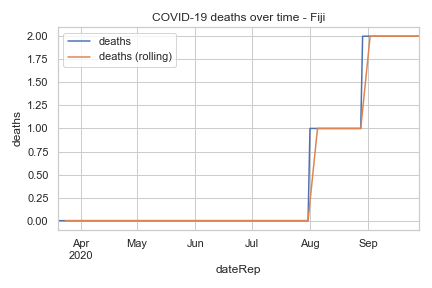 COVID-19 deaths over time - Fiji
deaths
deaths (rolling)
2.00
1.75
1.50
1.25
1.00
0.75
0.50
0.25
0.00
deaths
Apr
2020
May
Jun
Jul
Aug
Sep
dateRep